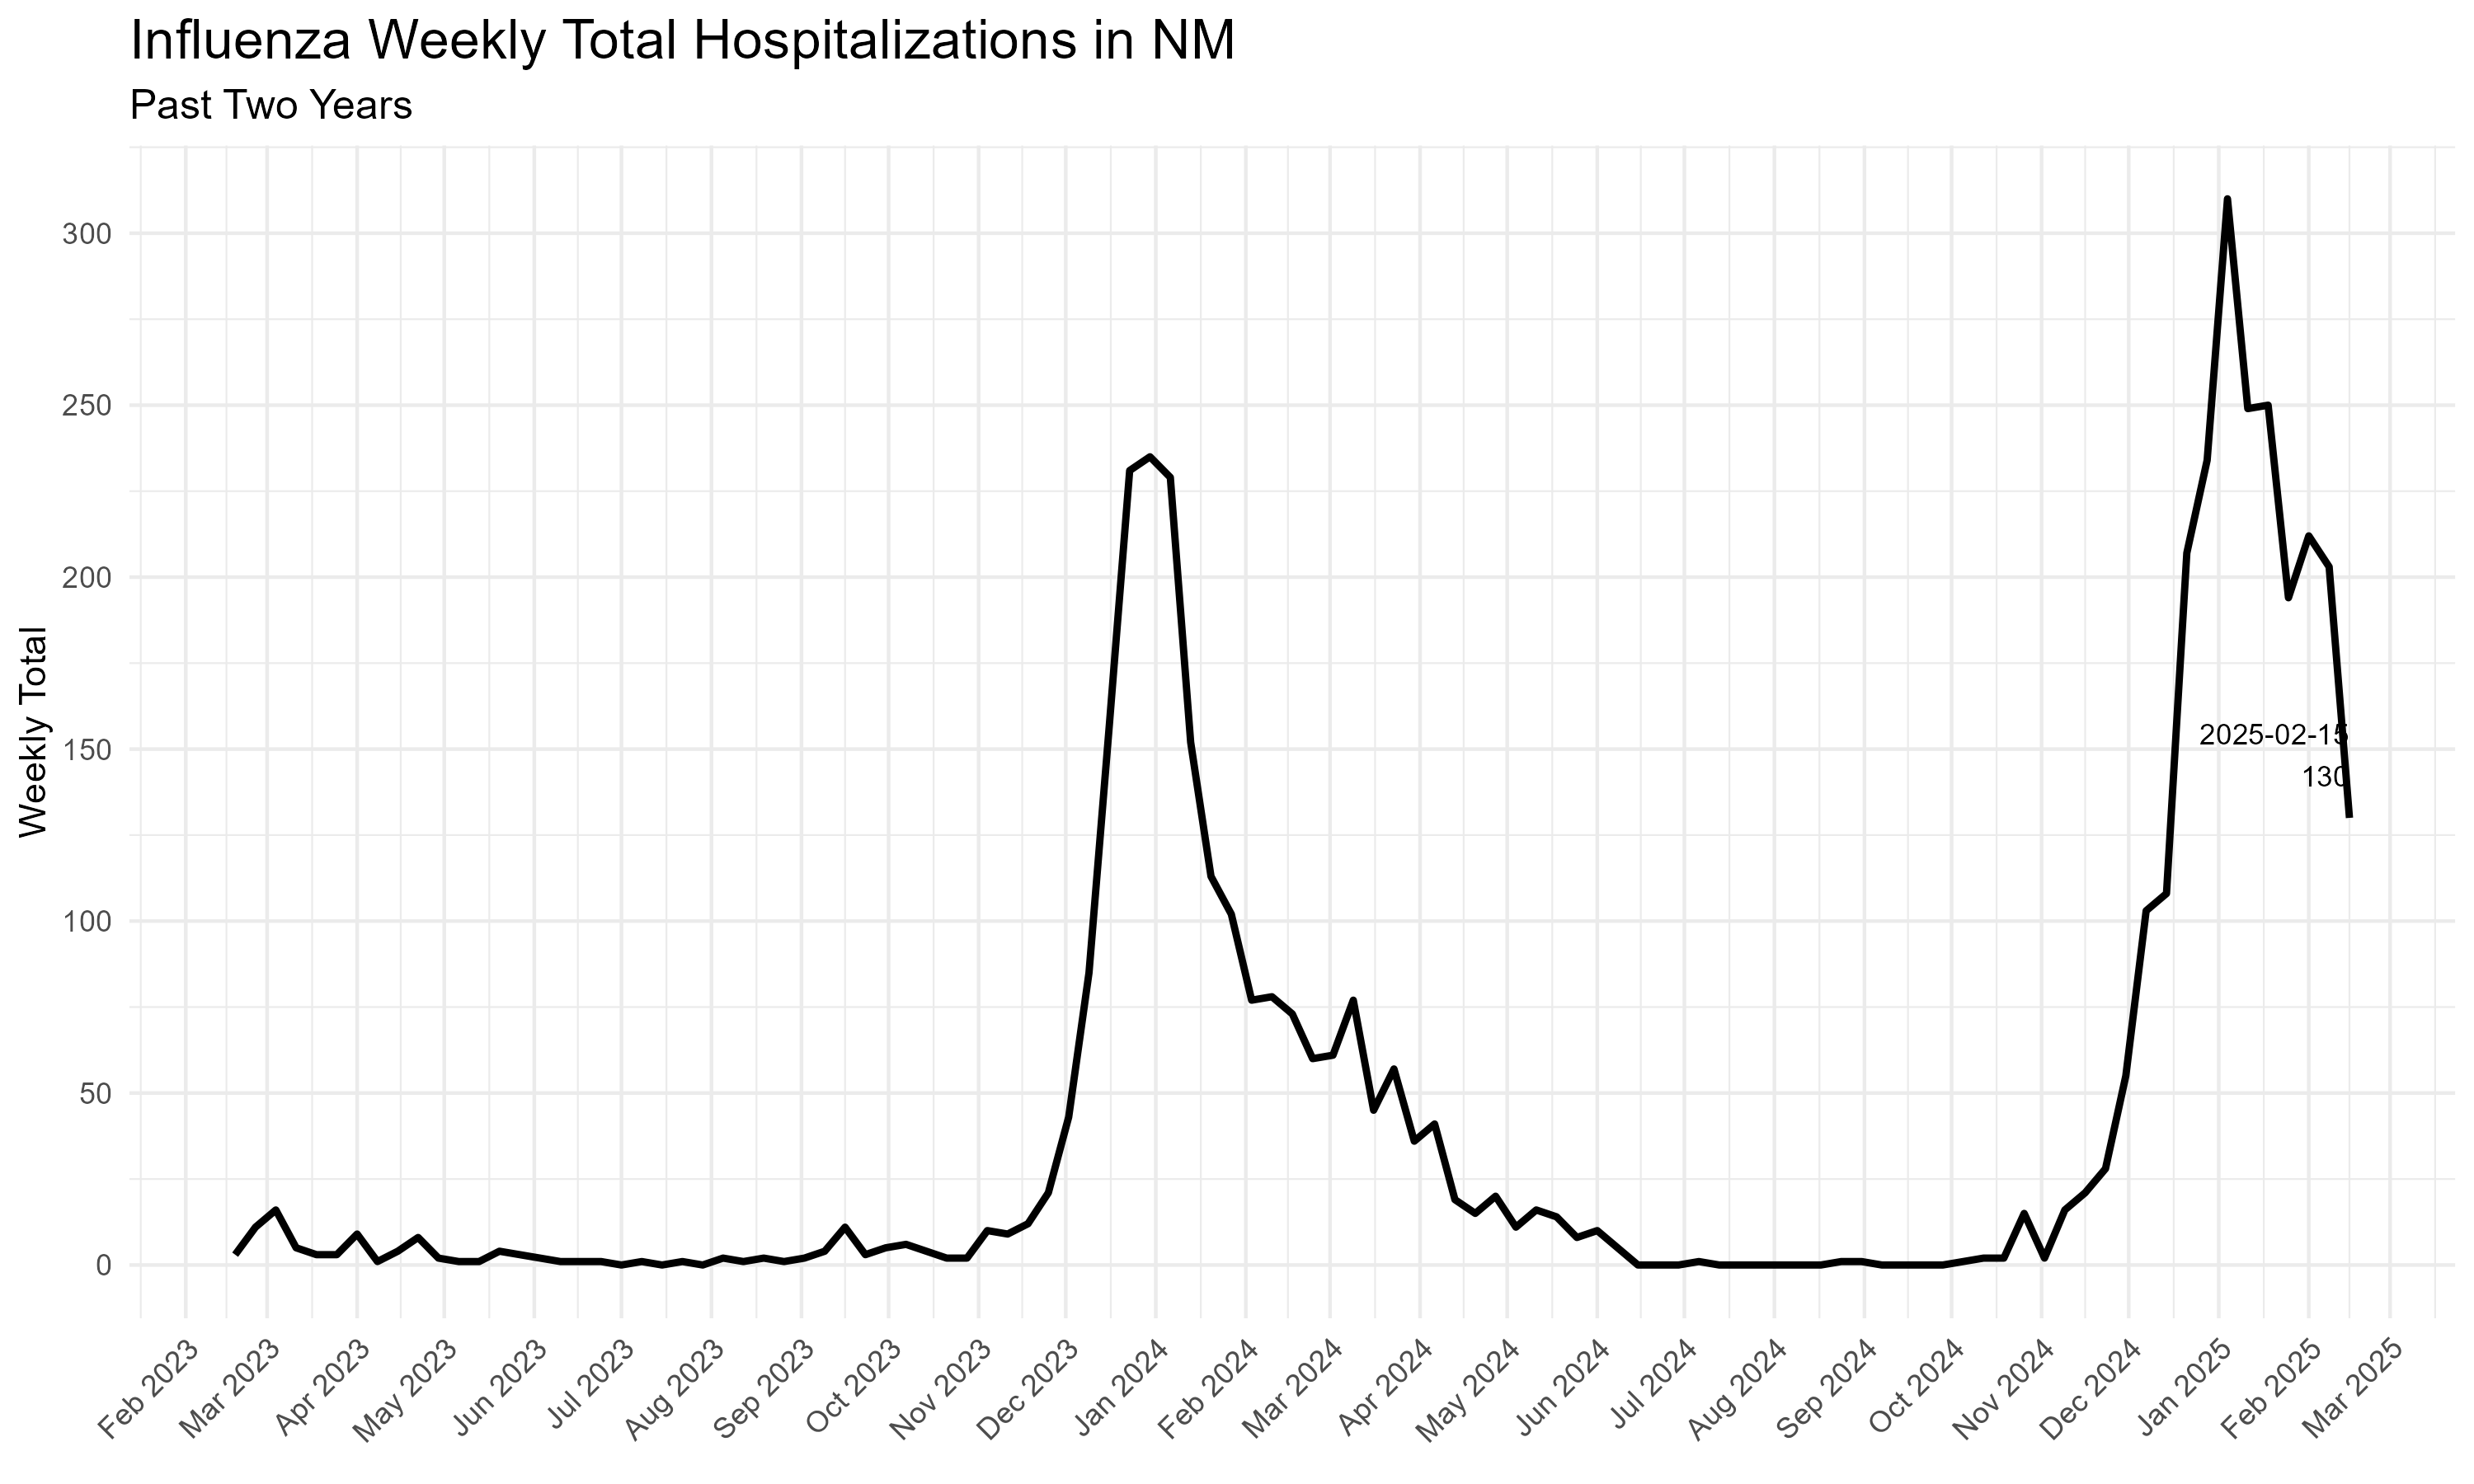 Influenza Weekly Total Hospitalizations in NM
Past Two Years
Weekly Total
300
250
200
150
100
50
0
2025-02-15
130
Feb 2023
Mar 2023
Apr 2023
May 2023
Jun 2023
Jul 2023
Aug 2023
Sep 2023
Oct 2023
Nov 2023
Dec 2023
Jan 2024
Feb 2024
Mar 2024
Apr 2024
May 2024
Jun 2024
Jul 2024
Aug 2024
Sep 2024
Oct 2024
Nov 2024
Dec 2024
Jan 2025
Feb 2025
Mar 2025